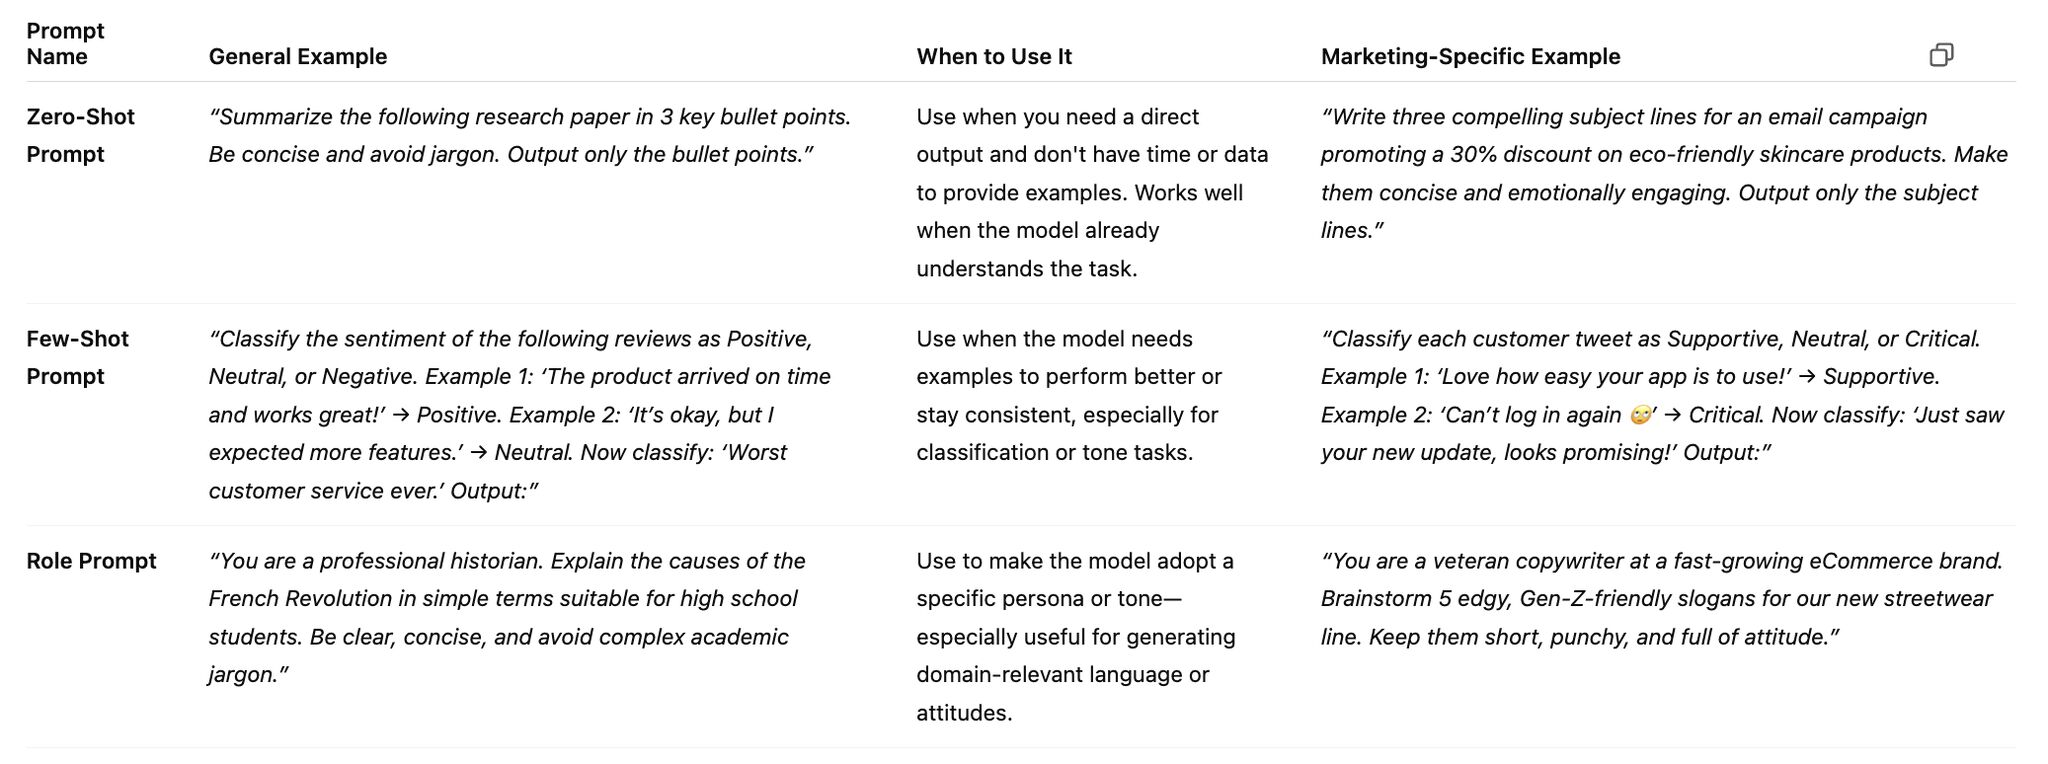 Prompt
Name
General Example
When to Use It
Marketing-Specific Example
Zero-Shot
Prompt
“Summarize the following research paper in 3 key bullet points.
Be concise and avoid jargon. Output only the bullet points.”
Use when you need a direct
output and don't have time or data
to provide examples. Works well
when the model already
understands the task.
“Write three compelling subject lines for an email campaign
promoting a 30% discount on eco-friendly skincare products. Make
them concise and emotionally engaging. Output only the subject
lines.”
Few-Shot
Prompt
“Classify the sentiment of the following reviews as Positive,
Neutral, or Negative. Example 1: ‘The product arrived on time
and works great!’ → Positive. Example 2: ‘It’s okay, but I
expected more features.’ → Neutral. Now classify: ‘Worst
customer service ever.’ Output:”
Use when the model needs
examples to perform better or
stay consistent, especially for
classification or tone tasks.
“Classify each customer tweet as Supportive, Neutral, or Critical.
Example 1: ‘Love how easy your app is to use!’ → Supportive.
Example 2: ‘Can’t log in again 🙄’ → Critical. Now classify: ‘Just saw
your new update, looks promising!’ Output:”
Role Prompt
“You are a professional historian. Explain the causes of the
French Revolution in simple terms suitable for high school
students. Be clear, concise, and avoid complex academic
jargon.”
Use to make the model adopt a
specific persona or tone—
especially useful for generating
domain-relevant language or
attitudes.
“You are a veteran copywriter at a fast-growing eCommerce brand.
Brainstorm 5 edgy, Gen-Z-friendly slogans for our new streetwear
line. Keep them short, punchy, and full of attitude.”